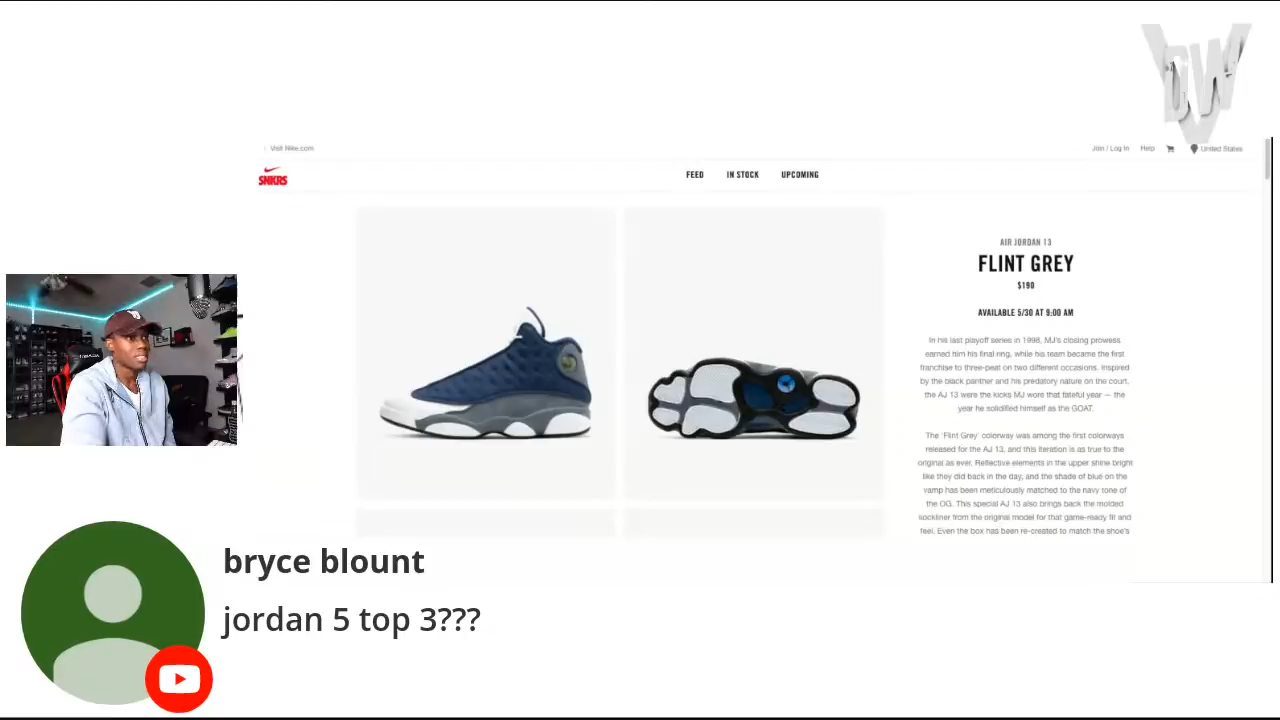 DWV
‹ Visit Nike.com
Join / Log In Help United States
SNKRS
FEED IN STOCK UPCOMING
AIR JORDAN 13
FLINT GREY
$190
AVAILABLE 5/30 AT 9:00 AM
In his last playoff series in 1998, MJ's closing prowess
earned him his final ring, while his team became the first
franchise to three-peat on two different occasions. Inspired
by the black panther and his predatory nature on the court,
the AJ 13 were the kicks MJ wore that fateful year — the
year he solidified himself as the GOAT.
The 'Flint Grey' colorway was among the first colorways
released for the AJ 13, and this iteration is as true to the
original as ever. Reflective elements in the upper shine bright
like they did back in the day, and the shade of blue on the
vamp has been meticulously matched to the navy tone of
the OG. This special AJ 13 also brings back the molded
sockliner from the original model for that game-ready fit and
feel. Even the box has been re-created to match the shoe's
bryce blount
jordan 5 top 3???